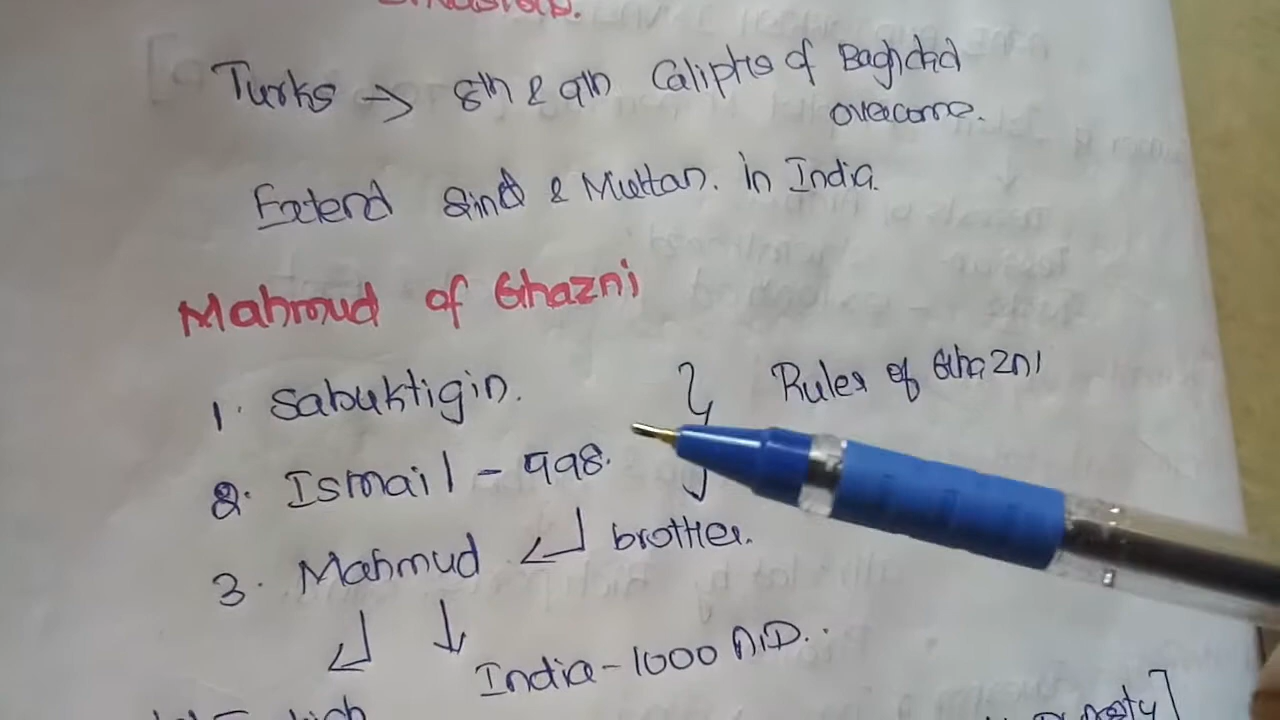 Turks → 8th & 9th Caliphs of Baghdad
overcome.
Extend Sind & Multan. in India.
Mahmud of Ghazni
1. Sabuktigin.
Ruler of Ghazni
2. Ismail - 998.
3. Mahmud ↲ brother.
India - 1000 A.D..